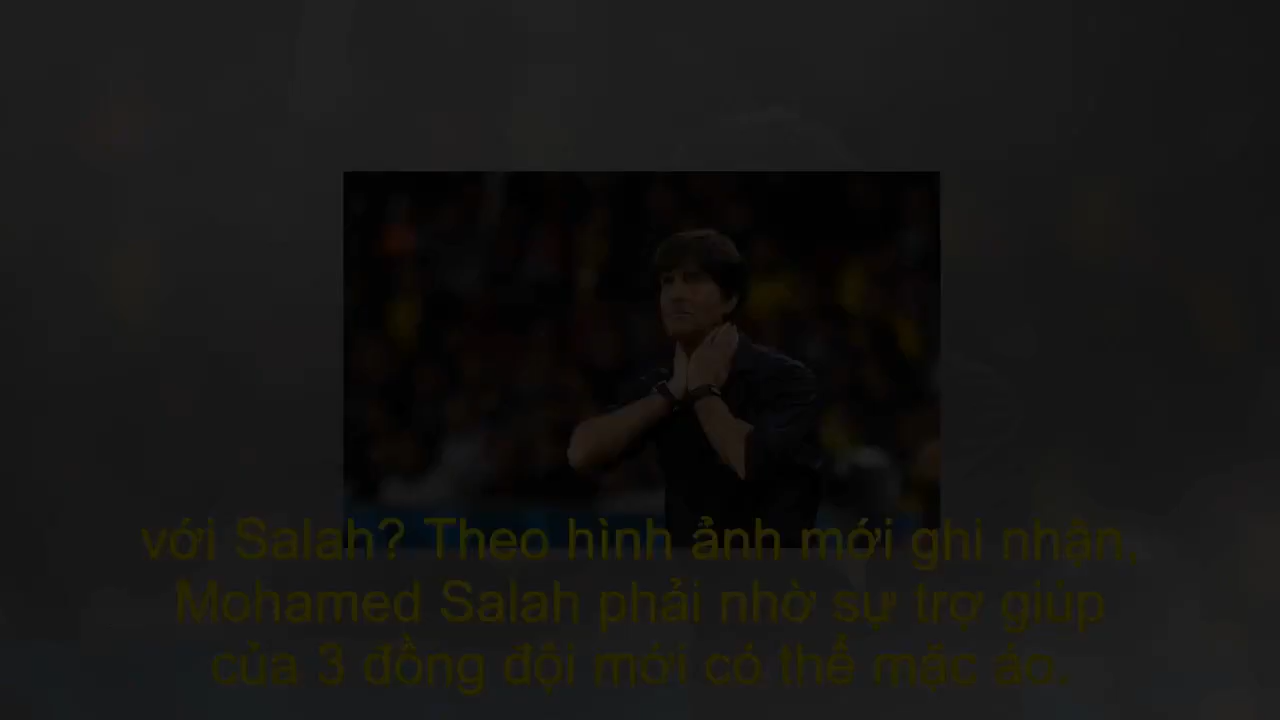 với Salah? Theo hình ảnh mới ghi nhận,
Mohamed Salah phải nhờ sự trợ giúp
của 3 đồng đội mới có thể mặc áo.